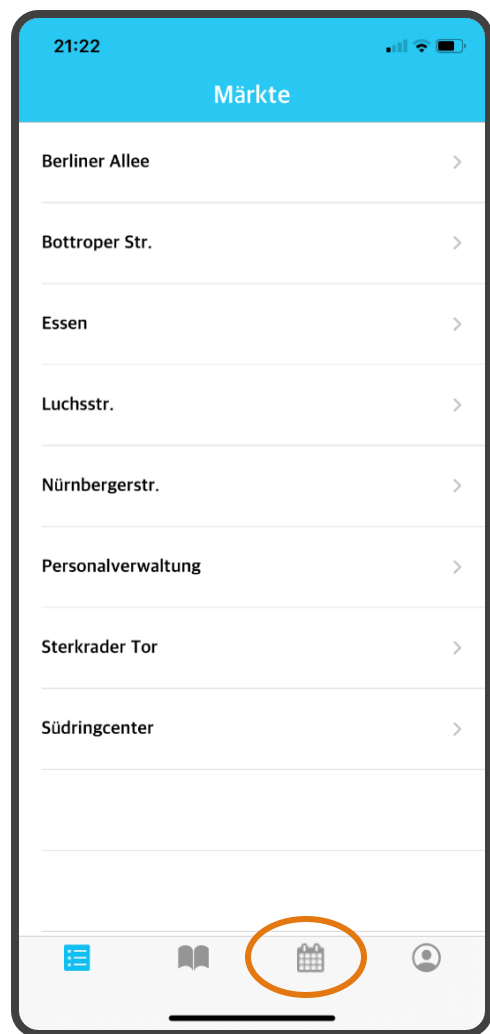 21:22
Märkte
Berliner Allee
Bottroper Str.
Essen
Luchsstr.
Nürnbergerstr.
Personalverwaltung
Sterkrader Tor
Südringcenter